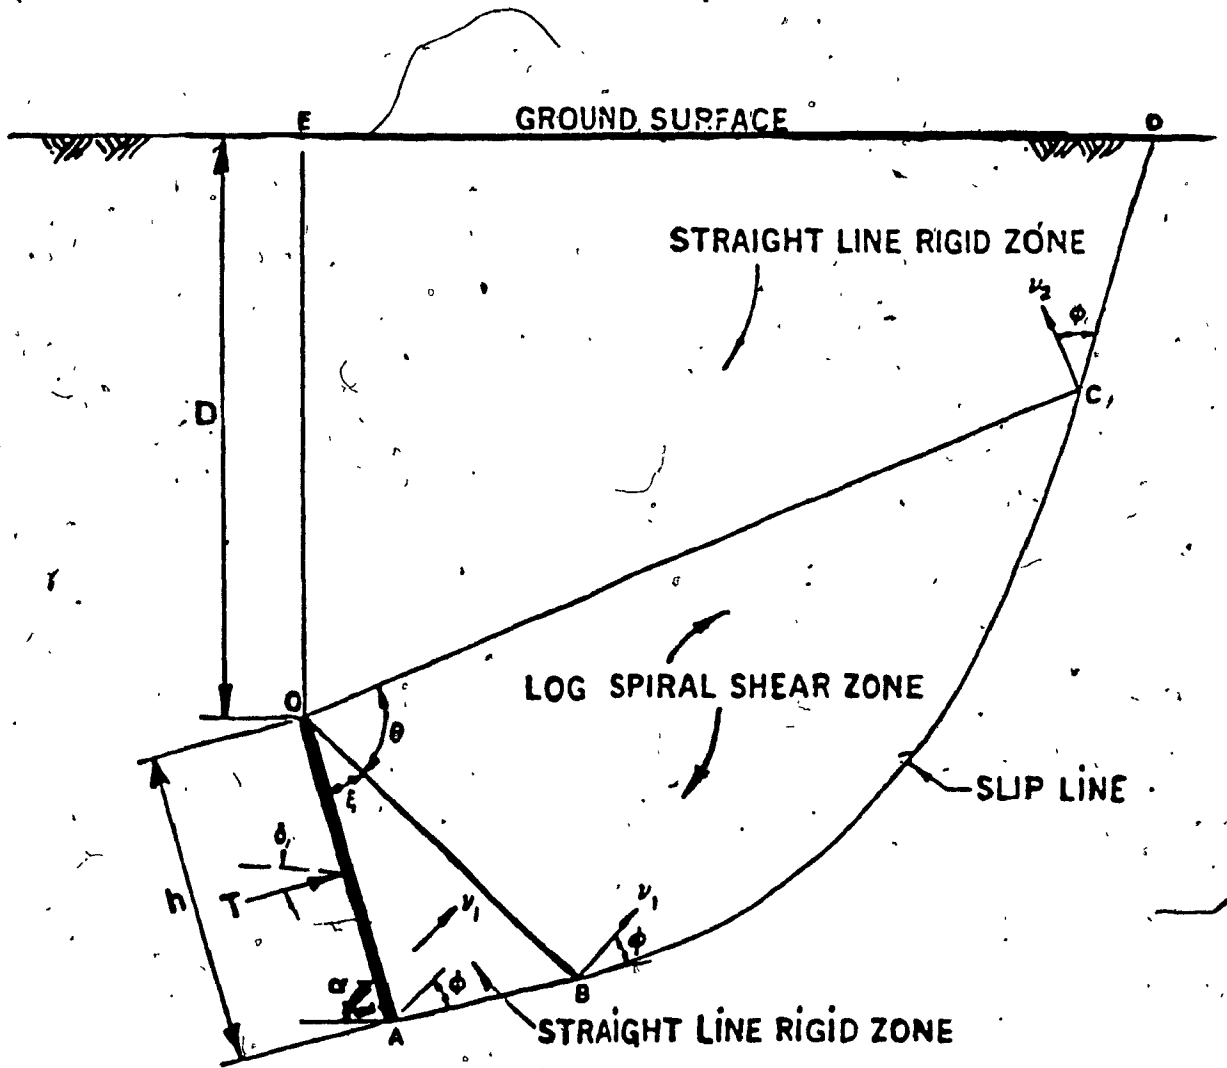 E
GROUND SURFACE
D
STRAIGHT LINE RIGID ZONE
ν₂
φ
D
C
O
θ
LOG SPIRAL SHEAR ZONE
ξ
SLIP LINE
δ
h
T
ν₁
ν₁
φ
α
φ
B
A
STRAIGHT LINE RIGID ZONE